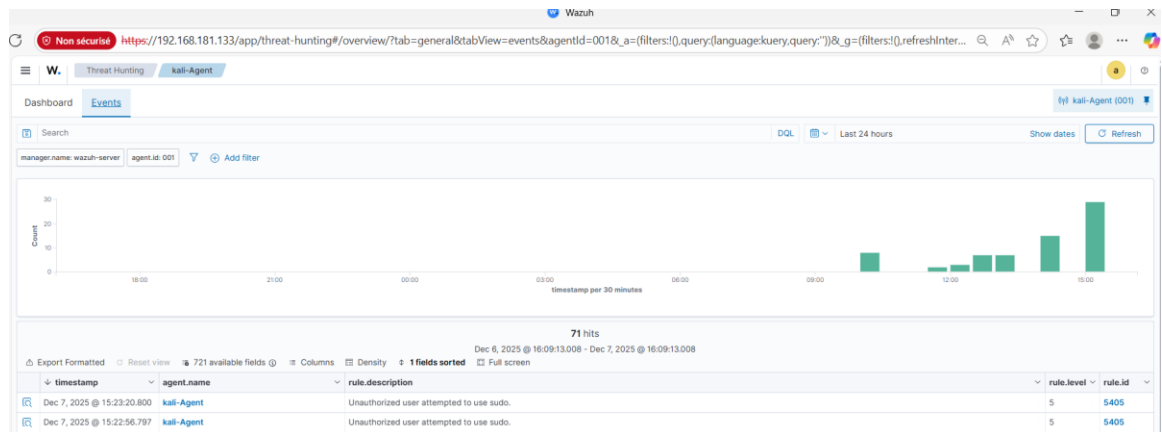 Wazuh
Non sécurisé https://192.168.181.133/app/threat-hunting#/overview/?tab=general&tabView=events&agentId=001&_a=(filters:!(),query:(language:kuery,query:''))&_g=(filters:!(),refreshInter...
W. Threat Hunting kali-Agent a
Dashboard Events kali-Agent (001)
Search DQL Last 24 hours Show dates Refresh
manager.name: wazuh-server agent.id: 001 Add filter
30
20
10
0
Count
18:00 21:00 00:00 03:00 06:00 09:00 12:00 15:00
timestamp per 30 minutes
71 hits
Dec 6, 2025 @ 16:09:13.008 - Dec 7, 2025 @ 16:09:13.008
Export Formatted Reset view 721 available fields Columns Density 1 fields sorted Full screen
timestamp agent.name rule.description rule.level rule.id
Dec 7, 2025 @ 15:23:20.800 kali-Agent Unauthorized user attempted to use sudo. 5 5405
Dec 7, 2025 @ 15:22:56.797 kali-Agent Unauthorized user attempted to use sudo. 5 5405